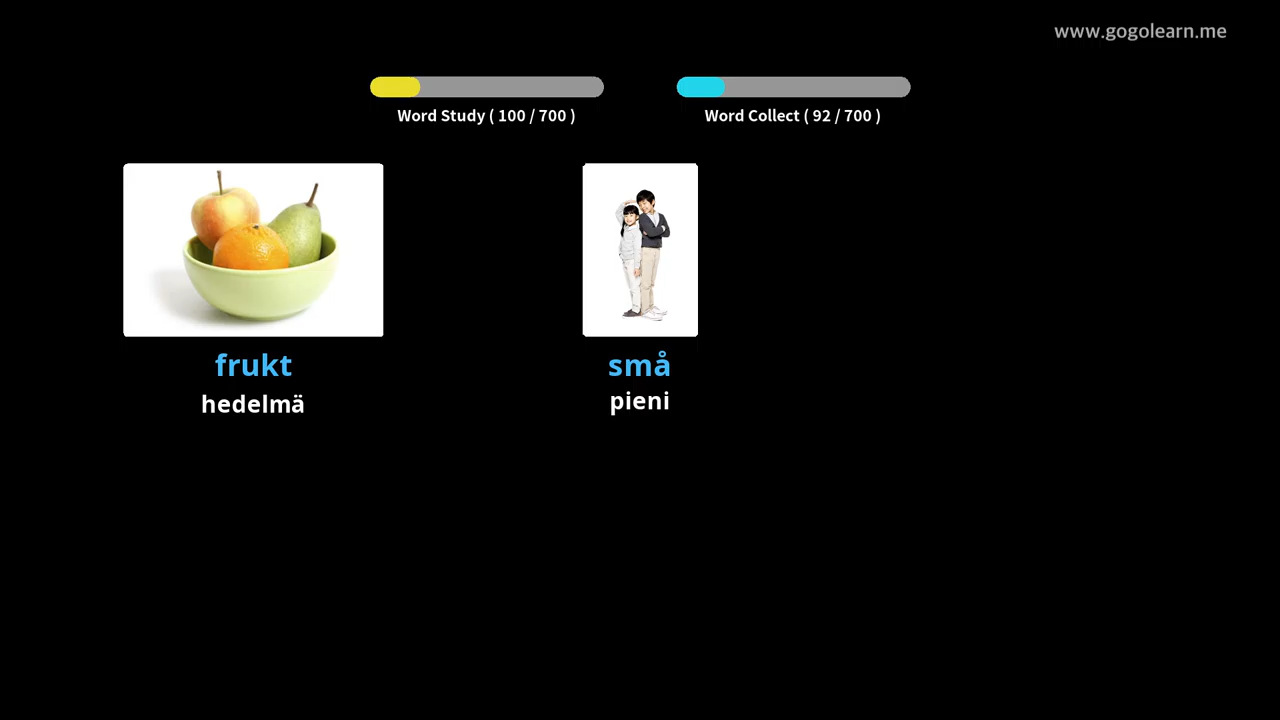 www.gogolearn.me
Word Study ( 100 / 700 )
Word Collect ( 92 / 700 )
frukt
hedelmä
små
pieni